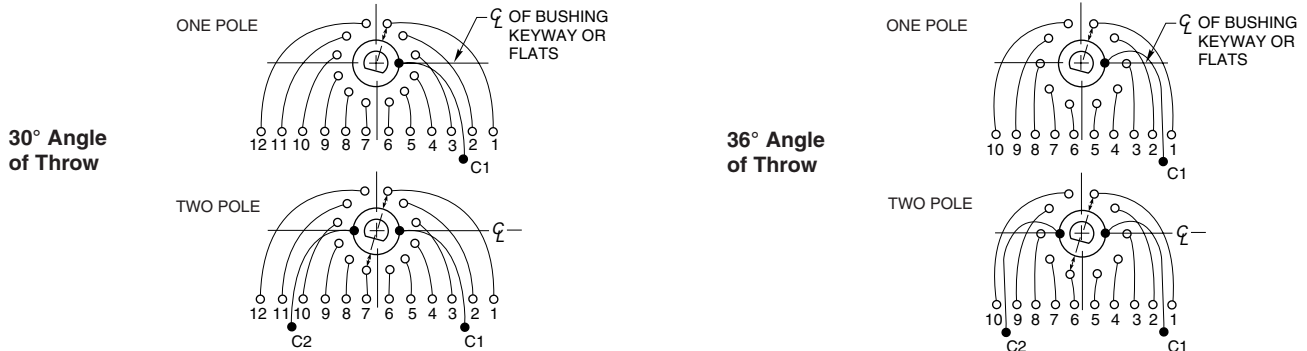 30° Angle
of Throw
ONE POLE
℄ OF BUSHING
KEYWAY OR
FLATS
12 11 10 9 8 7 6 5 4 3 2 1
C1
TWO POLE
℄
12 11 10 9 8 7 6 5 4 3 2 1
C2 C1
36° Angle
of Throw
ONE POLE
℄ OF BUSHING
KEYWAY OR
FLATS
10 9 8 7 6 5 4 3 2 1
C1
TWO POLE
℄
10 9 8 7 6 5 4 3 2 1
C2 C1